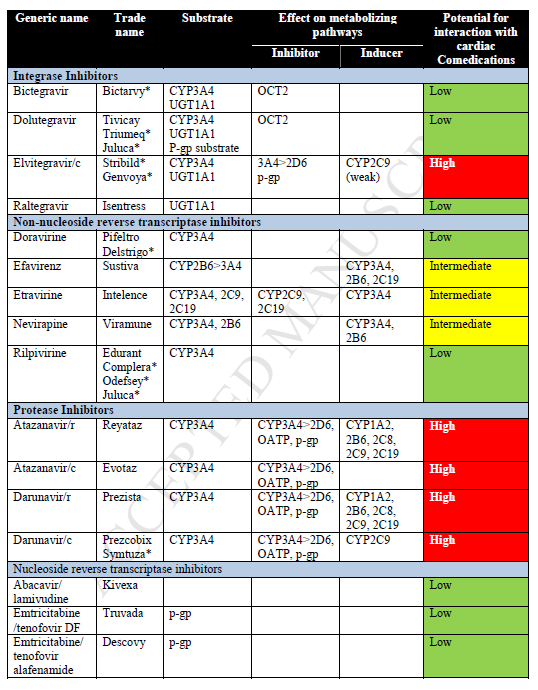 Generic name Trade name Substrate Effect on metabolizing pathways Potential for interaction with cardiac Comedications
Inhibitor Inducer
Integrase Inhibitors
Bictegravir Bictarvy* CYP3A4 UGT1A1 OCT2 Low
Dolutegravir Tivicay Triumeq* Juluca* CYP3A4 UGT1A1 P-gp substrate OCT2 Low
Elvitegravir/c Stribild* Genvoya* CYP3A4 UGT1A1 3A4>2D6 p-gp CYP2C9 (weak) High
Raltegravir Isentress UGT1A1 Low
Non-nucleoside reverse transcriptase inhibitors
Doravirine Pifeltro Delstrigo* CYP3A4 Low
Efavirenz Sustiva CYP2B6>3A4 CYP3A4, 2B6, 2C19 Intermediate
Etravirine Intelence CYP3A4, 2C9, 2C19 CYP2C9, 2C19 CYP3A4 Intermediate
Nevirapine Viramune CYP3A4, 2B6 CYP3A4, 2B6 Intermediate
Rilpivirine Edurant Complera* Odefsey* Juluca* CYP3A4 Low
Protease Inhibitors
Atazanavir/r Reyataz CYP3A4 CYP3A4>2D6, OATP, p-gp CYP1A2, 2B6, 2C8, 2C9, 2C19 High
Atazanavir/c Evotaz CYP3A4 CYP3A4>2D6, OATP, p-gp High
Darunavir/r Prezista CYP3A4 CYP3A4>2D6, OATP, p-gp CYP1A2, 2B6, 2C8, 2C9, 2C19 High
Darunavir/c Prezcobix Symtuza* CYP3A4 CYP3A4>2D6, OATP, p-gp CYP2C9 High
Nucleoside reverse transcriptase inhibitors
Abacavir/ lamivudine Kivexa Low
Emtricitabine /tenofovir DF Truvada p-gp Low
Emtricitabine/ tenofovir alafenamide Descovy p-gp Low
ACCEPTED MANUSCRIPT